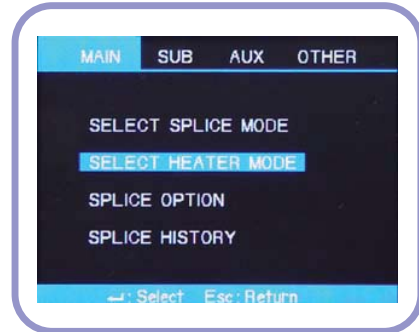 MAIN SUB AUX OTHER
SELECT SPLICE MODE
SELECT HEATER MODE
SPLICE OPTION
SPLICE HISTORY
↵: Select Esc: Return